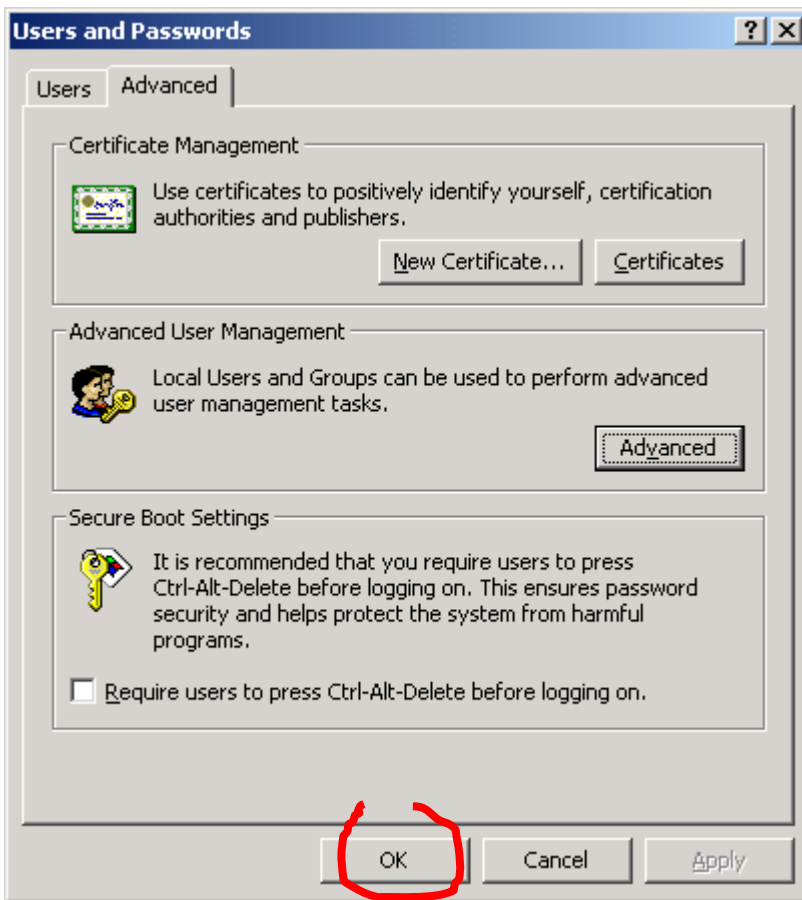 Users and Passwords
Users
Advanced
Certificate Management
Use certificates to positively identify yourself, certification
authorities and publishers.
New Certificate...
Certificates
Advanced User Management
Local Users and Groups can be used to perform advanced
user management tasks.
Advanced
Secure Boot Settings
It is recommended that you require users to press
Ctrl-Alt-Delete before logging on. This ensures password
security and helps protect the system from harmful
programs.
Require users to press Ctrl-Alt-Delete before logging on.
OK
Cancel
Apply